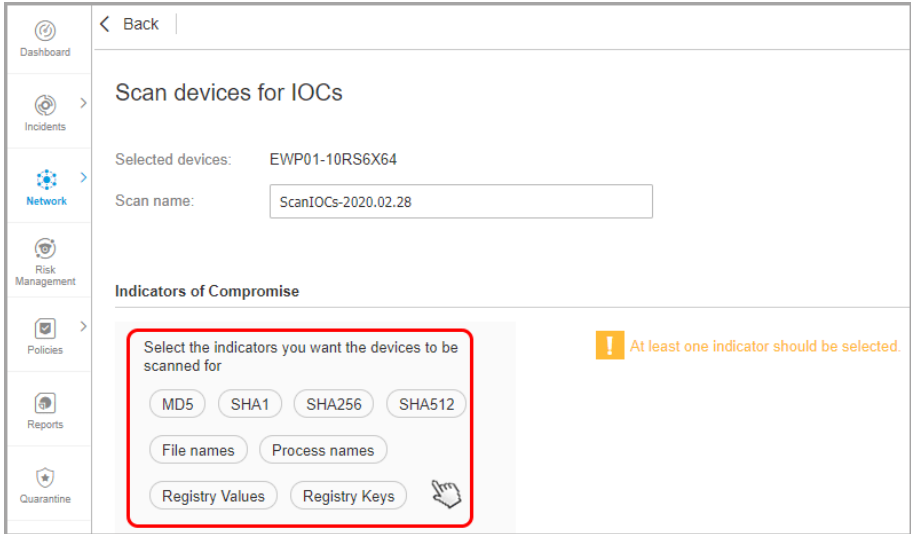 Back
Dashboard
Incidents
Network
Risk
Management
Policies
Reports
Quarantine
Scan devices for IOCs
Selected devices: EWP01-10RS6X64
Scan name: ScanIOCs-2020.02.28
Indicators of Compromise
Select the indicators you want the devices to be
scanned for
MD5 SHA1 SHA256 SHA512
File names Process names
Registry Values Registry Keys
! At least one indicator should be selected.